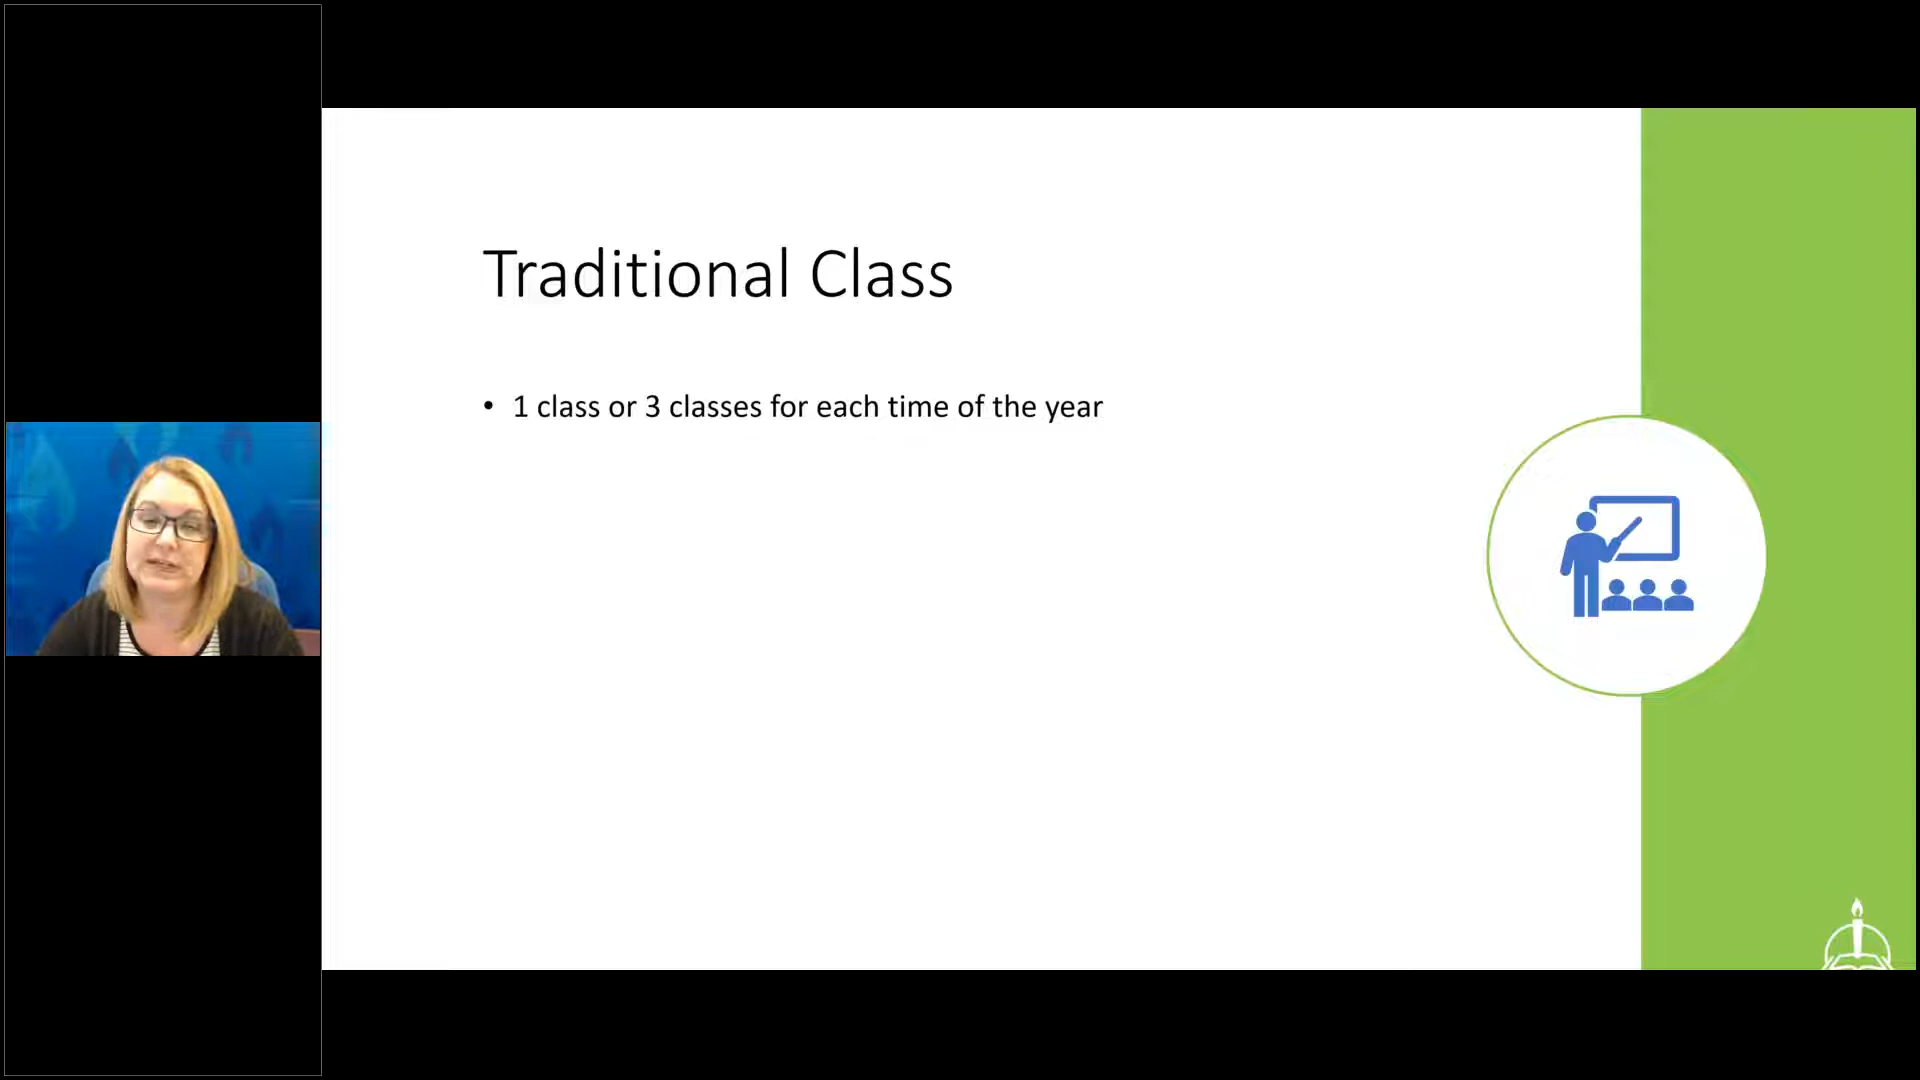 Traditional Class
• 1 class or 3 classes for each time of the year